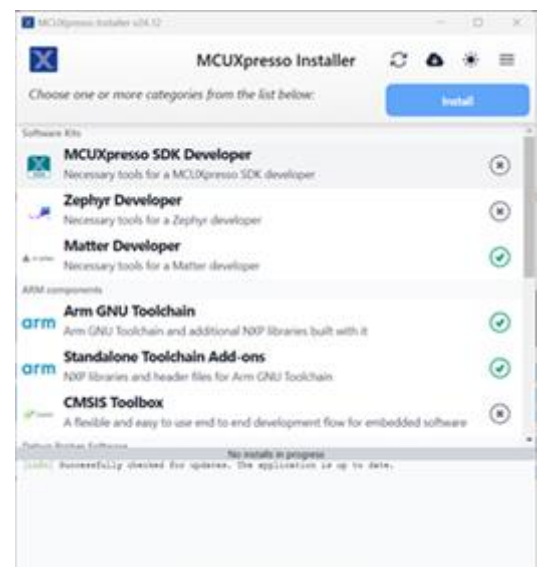 MCUXpresso Installer v24.12
MCUXpresso Installer
Choose one or more categories from the list below:
Install
Software Kits
MCUXpresso SDK Developer
Necessary tools for a MCUXpresso SDK developer
Zephyr Developer
Necessary tools for a Zephyr developer
Matter Developer
Necessary tools for a Matter developer
ARM components
arm
Arm GNU Toolchain
Arm GNU Toolchain and additional NXP libraries built with it
arm
Standalone Toolchain Add-ons
NXP libraries and header files for Arm GNU Toolchain
CMSIS Toolbox
A flexible and easy to use end to end development flow for embedded software
No installs in progress
[info] Successfully checked for updates. The application is up to date.